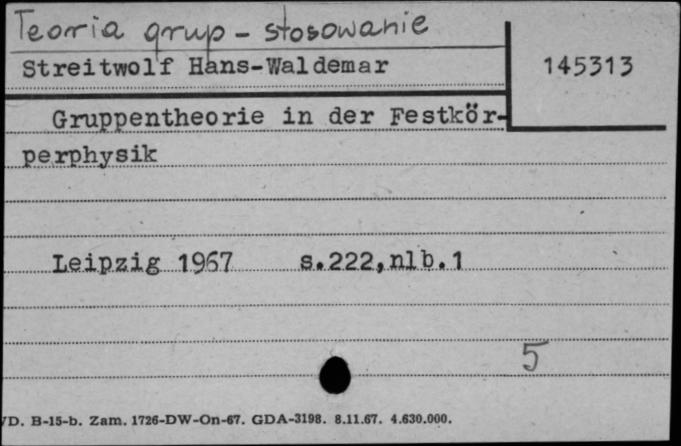 Teoria grup - stosowanie
Streitwolf Hans-Waldemar
145313
Gruppentheorie in der Festkör-
perphysik
Leipzig 1967 s.222,nlb.1
5
/D. B-15-b. Zam. 1726-DW-On-67. GDA-3198. 8.11.67. 4.630.000.